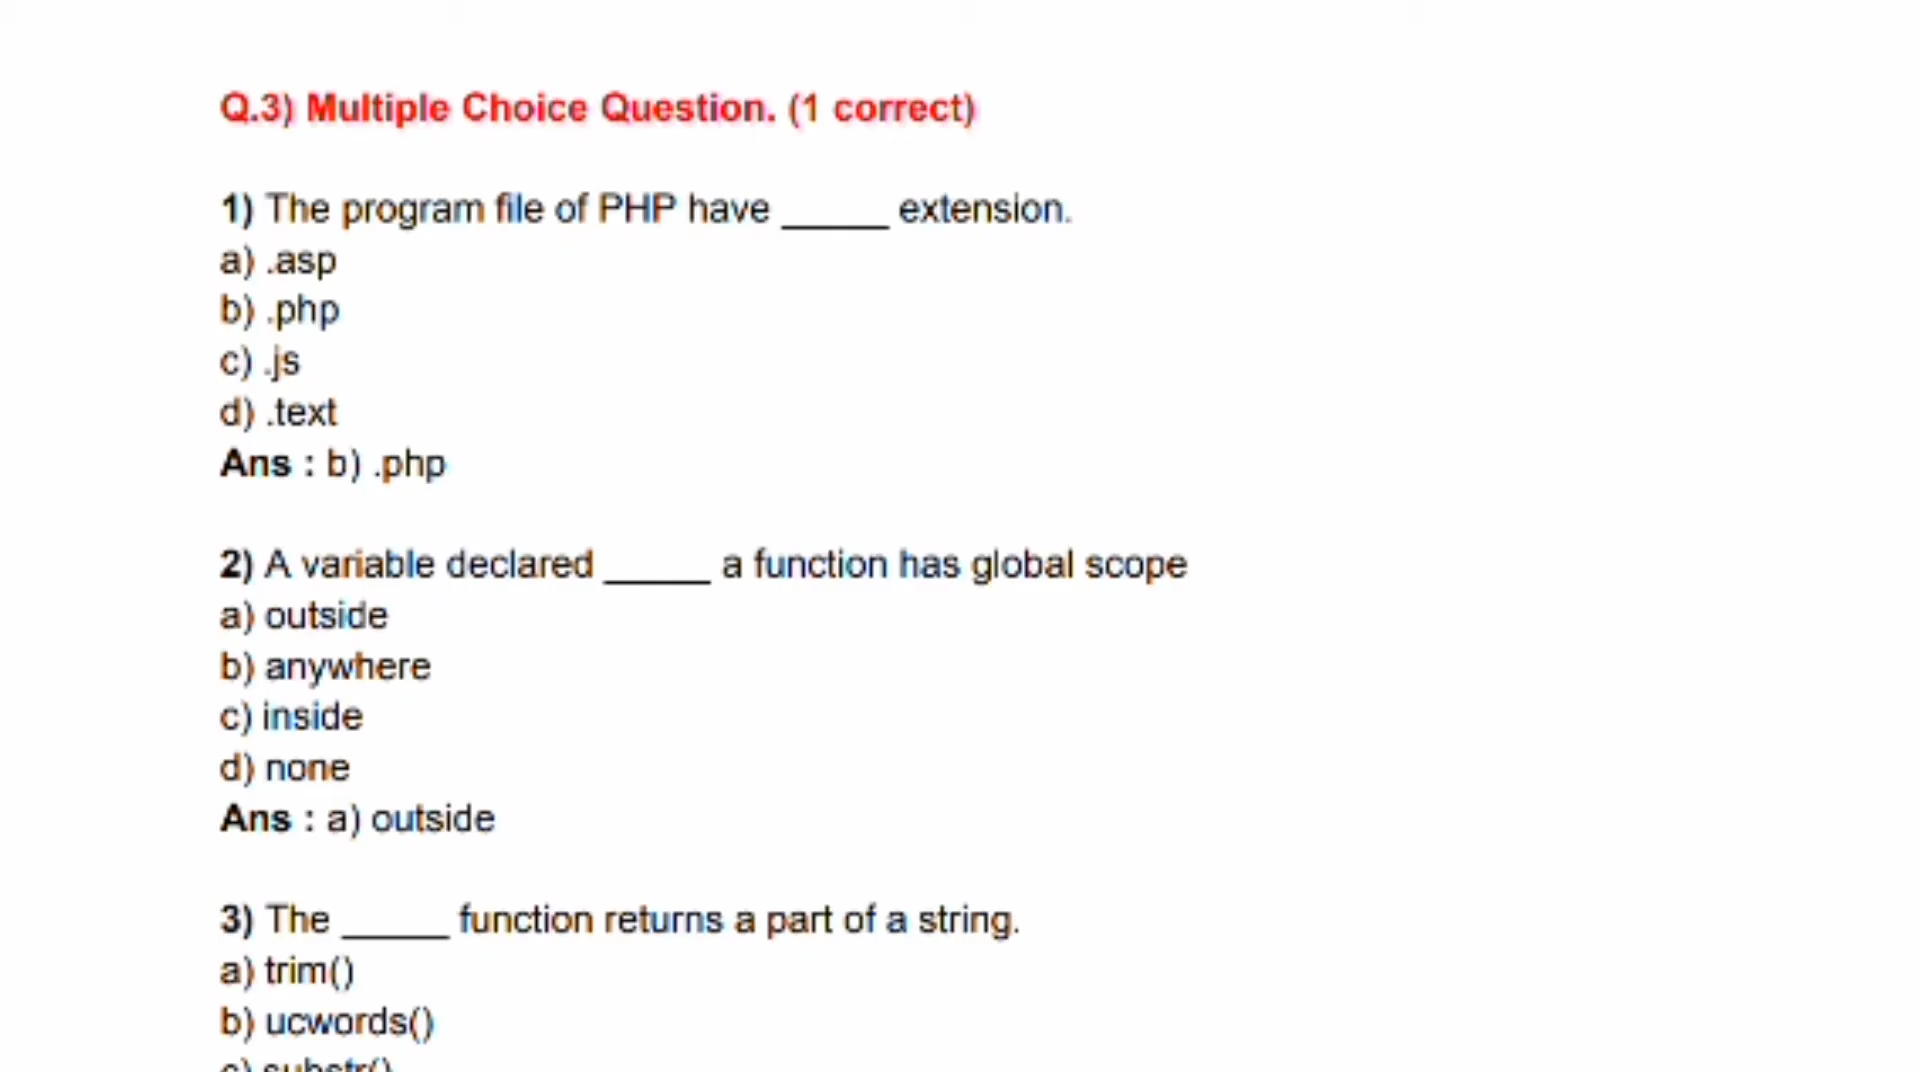 Q.3) Multiple Choice Question. (1 correct)
1) The program file of PHP have _____ extension.
a) .asp
b) .php
c) .js
d) .text
Ans : b) .php
2) A variable declared _____ a function has global scope
a) outside
b) anywhere
c) inside
d) none
Ans : a) outside
3) The _____ function returns a part of a string.
a) trim()
b) ucwords()
c) substr()